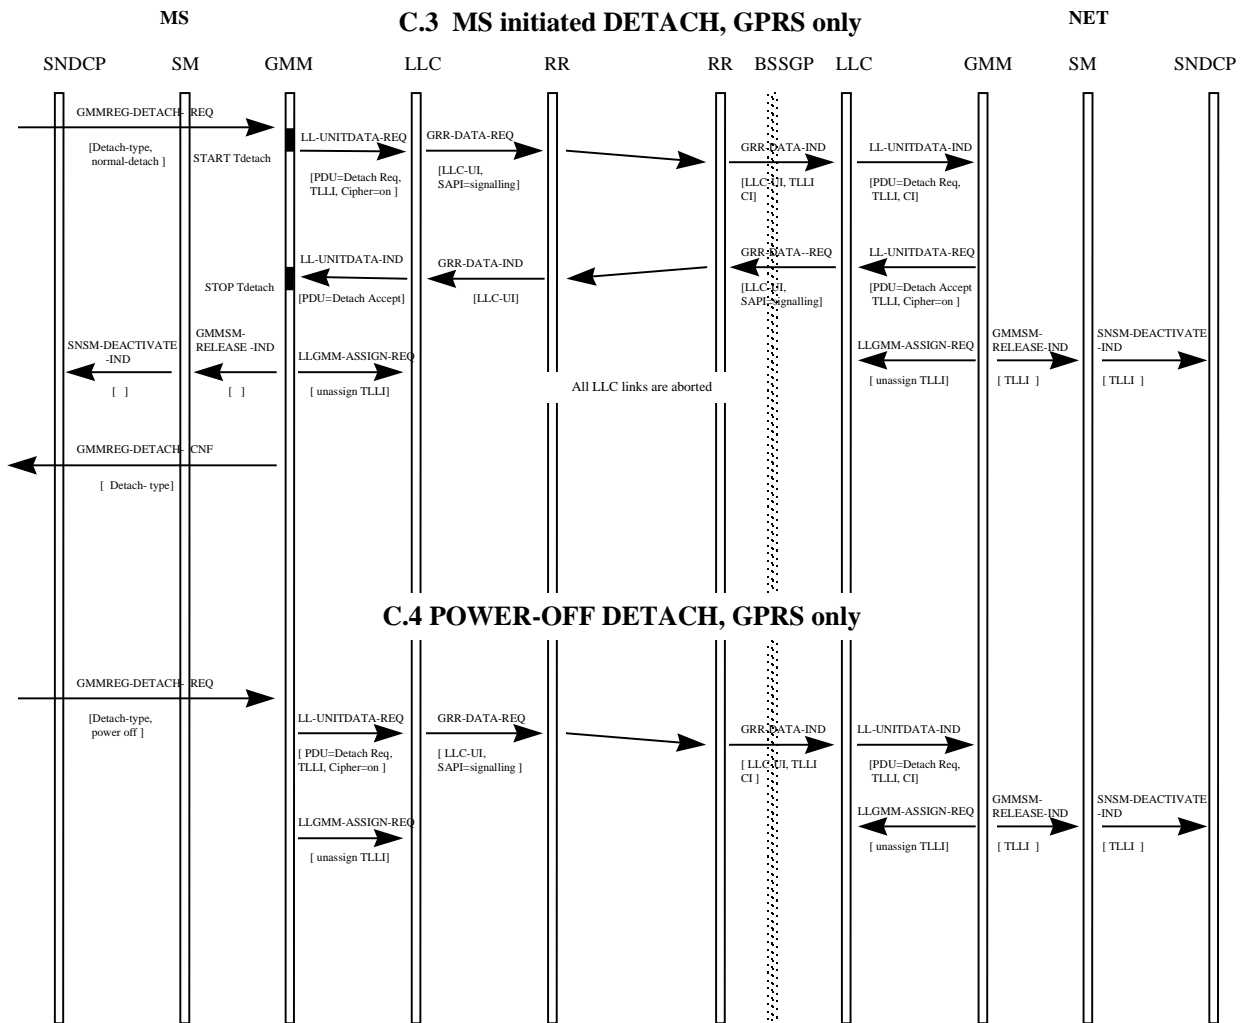 MS
C.3 MS initiated DETACH, GPRS only
NET
SNDCP SM GMM LLC RR RR BSSGP LLC GMM SM SNDCP
GMMREG-DETACH- REQ
[Detach-type,
normal-detach ]
START Tdetach
LL-UNITDATA-REQ
[PDU=Detach Req,
TLLI, Cipher=on ]
GRR-DATA-REQ
[LLC-UI,
SAPI=signalling]
GRR-DATA-IND
[LLC-UI, TLLI
CI]
LL-UNITDATA-IND
[PDU=Detach Req,
TLLI, CI]
STOP Tdetach
LL-UNITDATA-IND
[PDU=Detach Accept]
GRR-DATA-IND
[LLC-UI]
GRR-DATA--REQ
[LLC-UI,
SAPI=signalling]
LL-UNITDATA-REQ
[PDU=Detach Accept
TLLI, Cipher=on ]
SNSM-DEACTIVATE
-IND
[ ]
GMMSM-
RELEASE -IND
[ ]
LLGMM-ASSIGN-REQ
[ unassign TLLI]
All LLC links are aborted
LLGMM-ASSIGN-REQ
[ unassign TLLI]
GMMSM-
RELEASE-IND
[ TLLI ]
SNSM-DEACTIVATE
-IND
[ TLLI ]
GMMREG-DETACH- CNF
[ Detach- type]
C.4 POWER-OFF DETACH, GPRS only
GMMREG-DETACH- REQ
[Detach-type,
power off ]
LL-UNITDATA-REQ
[ PDU=Detach Req,
TLLI, Cipher=on ]
GRR-DATA-REQ
[ LLC-UI,
SAPI=signalling ]
GRR-DATA-IND
[ LLC-UI, TLLI
CI ]
LL-UNITDATA-IND
[PDU=Detach Req,
TLLI, CI]
LLGMM-ASSIGN-REQ
[ unassign TLLI]
LLGMM-ASSIGN-REQ
[ unassign TLLI]
GMMSM-
RELEASE-IND
[ TLLI ]
SNSM-DEACTIVATE
-IND
[ TLLI ]